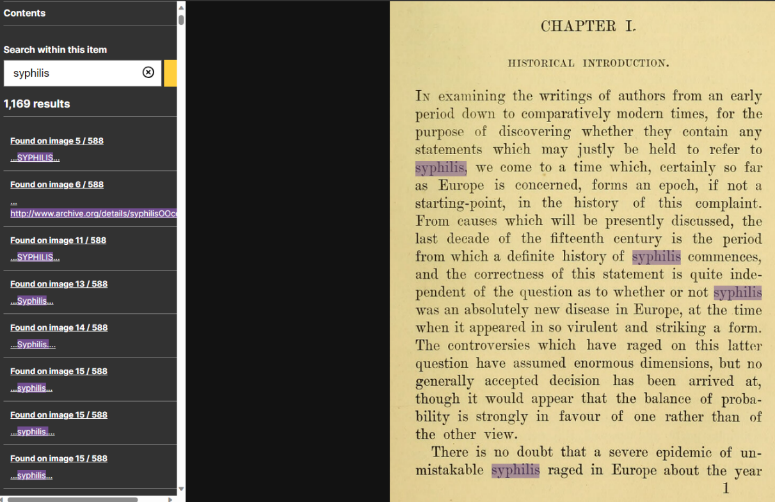 Contents
Search within this item
syphilis
1,169 results
Found on image 5 / 588
...SYPHILIS...
Found on image 6 / 588
...
http://www.archive.org/details/syphilis00c
Found on image 11 / 588
...SYPHILIS...
Found on image 13 / 588
...Syphilis...
Found on image 14 / 588
...Syphilis....
Found on image 15 / 588
...syphilis...
Found on image 15 / 588
...syphilis....
Found on image 15 / 588
...syphilis...
CHAPTER I.
HISTORICAL INTRODUCTION.
In examining the writings of authors from an early
period down to comparatively modern times, for the
purpose of discovering whether they contain any
statements which may justly be held to refer to
syphilis, we come to a time which, certainly so far
as Europe is concerned, forms an epoch, if not a
starting-point, in the history of this complaint.
From causes which will be presently discussed, the
last decade of the fifteenth century is the period
from which a definite history of syphilis commences,
and the correctness of this statement is quite inde-
pendent of the question as to whether or not syphilis
was an absolutely new disease in Europe, at the time
when it appeared in so virulent and striking a form.
The controversies which have raged on this latter
question have assumed enormous dimensions, but no
generally accepted decision has been arrived at,
though it would appear that the balance of proba-
bility is strongly in favour of one rather than of
the other view.
There is no doubt that a severe epidemic of un-
mistakable syphilis raged in Europe about the year
1